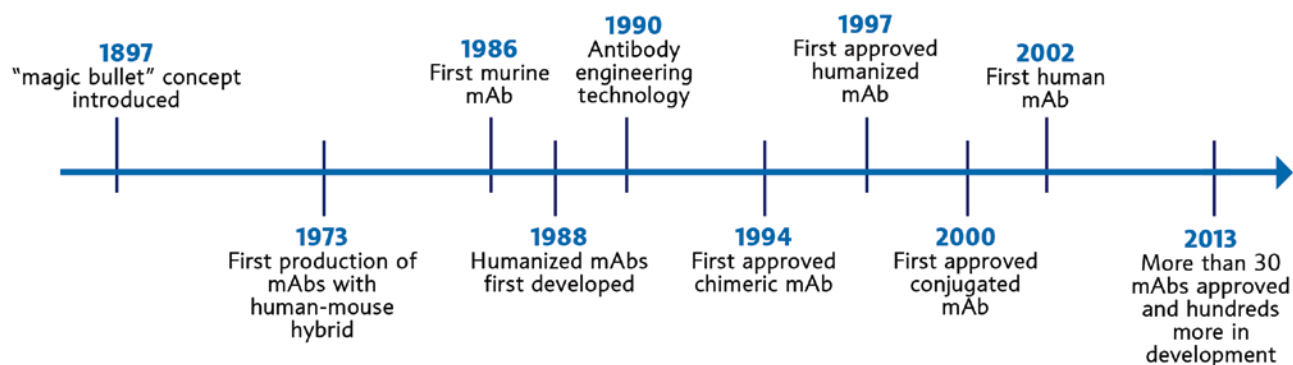 1897
"magic bullet" concept
introduced
1973
First production of
mAbs with
human-mouse
hybrid
1986
First murine
mAb
1988
Humanized mAbs
first developed
1990
Antibody
engineering
technology
1994
First approved
chimeric mAb
1997
First approved
humanized
mAb
2000
First approved
conjugated
mAb
2002
First human
mAb
2013
More than 30
mAbs approved
and hundreds
more in
development